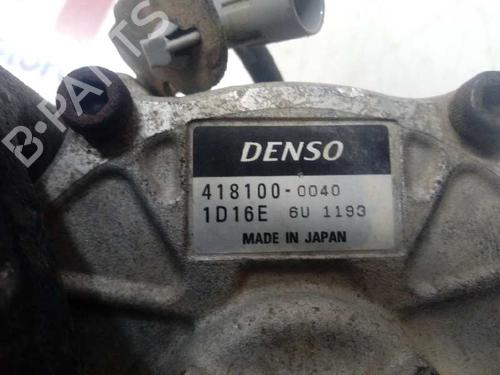 B-PARTS
DENSO
418100-0040
1D16E 6U 1193
MADE IN JAPAN